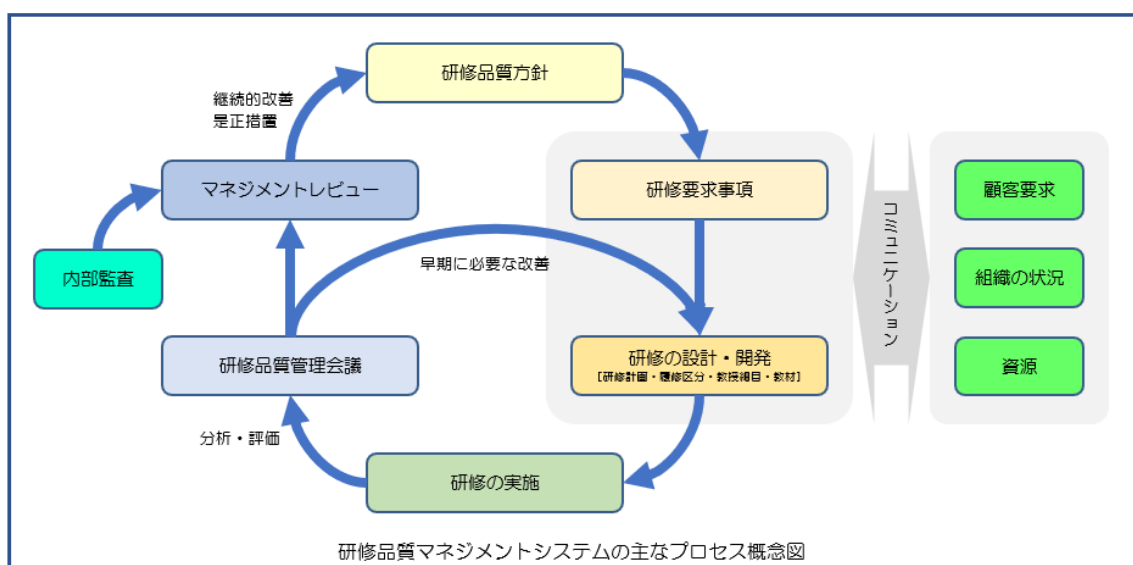 研修品質方針
継続的改善
是正措置
マネジメントレビュー
研修要求事項
顧客要求
コミュニケーション
内部監査
早期に必要な改善
組織の状況
研修品質管理会議
研修の設計・開発
[研修計画・履修区分・教授細目・教材]
資源
分析・評価
研修の実施
研修品質マネジメントシステムの主なプロセス概念図